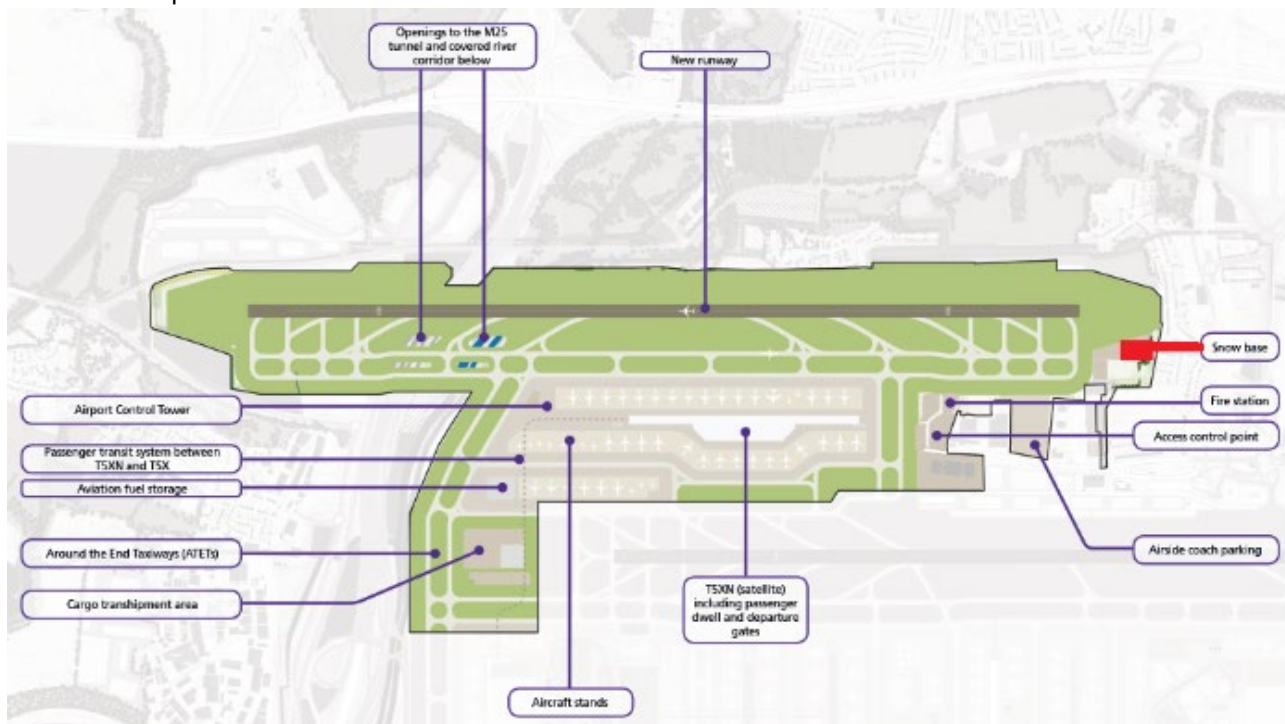 Openings to the M25
tunnel and covered river
corridor below
New runway
Snow base
Fire station
Access control point
Airside coach parking
Airport Control Tower
Passenger transit system between
T5XN and T5X
Aviation fuel storage
Around the End Taxiways (ATETs)
Cargo transhipment area
T5XN (satellite)
including passenger
dwell and departure
gates
Aircraft stands